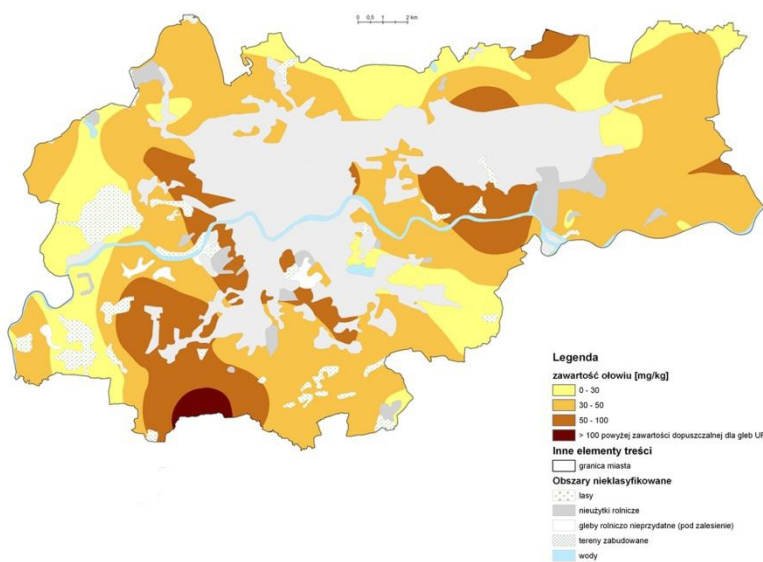 0 0,5 1 2 km
Legenda
zawartość ołowiu [mg/kg]
0 - 30
30 - 50
50 - 100
> 100 powyżej zawartości dopuszczalnej dla gleb UR
Inne elementy treści
granica miasta
Obszary nieklasyfikowane
lasy
nieużytki rolnicze
gleby rolniczo nieprzydatne (pod zalesienie)
tereny zabudowane
wody